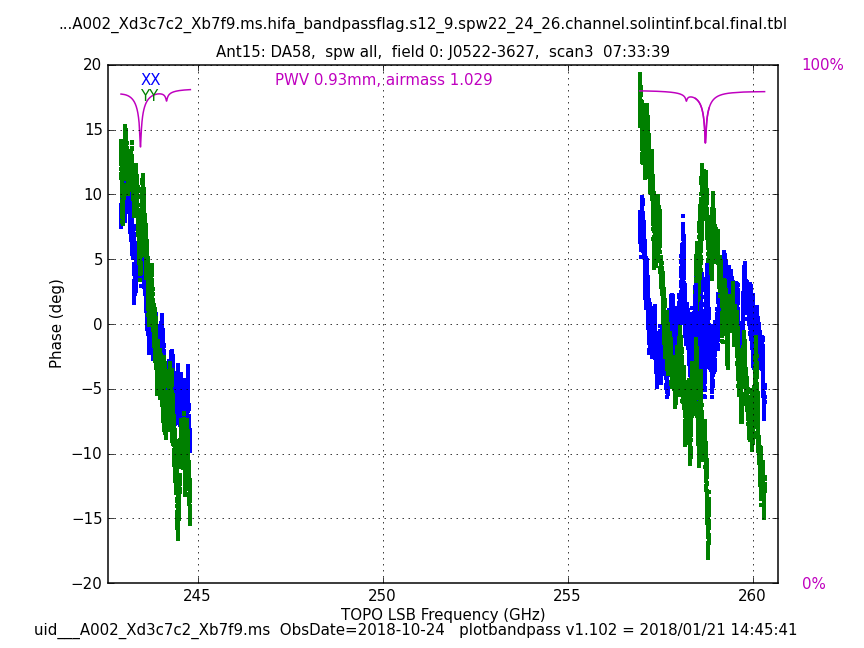 ...A002_Xd3c7c2_Xb7f9.ms.hifa_bandpassflag.s12_9.spw22_24_26.channel.solintinf.bcal.final.tbl
Ant15: DA58,  spw all,  field 0: J0522-3627,  scan3  07:33:39
20
100%
XX
PWV 0.93mm, airmass 1.029
YY
15
10
5
0
Phase (deg)
−5
−10
−15
−20
0%
245
250
255
260
TOPO LSB Frequency (GHz)
uid___A002_Xd3c7c2_Xb7f9.ms  ObsDate=2018-10-24   plotbandpass v1.102 = 2018/01/21 14:45:41